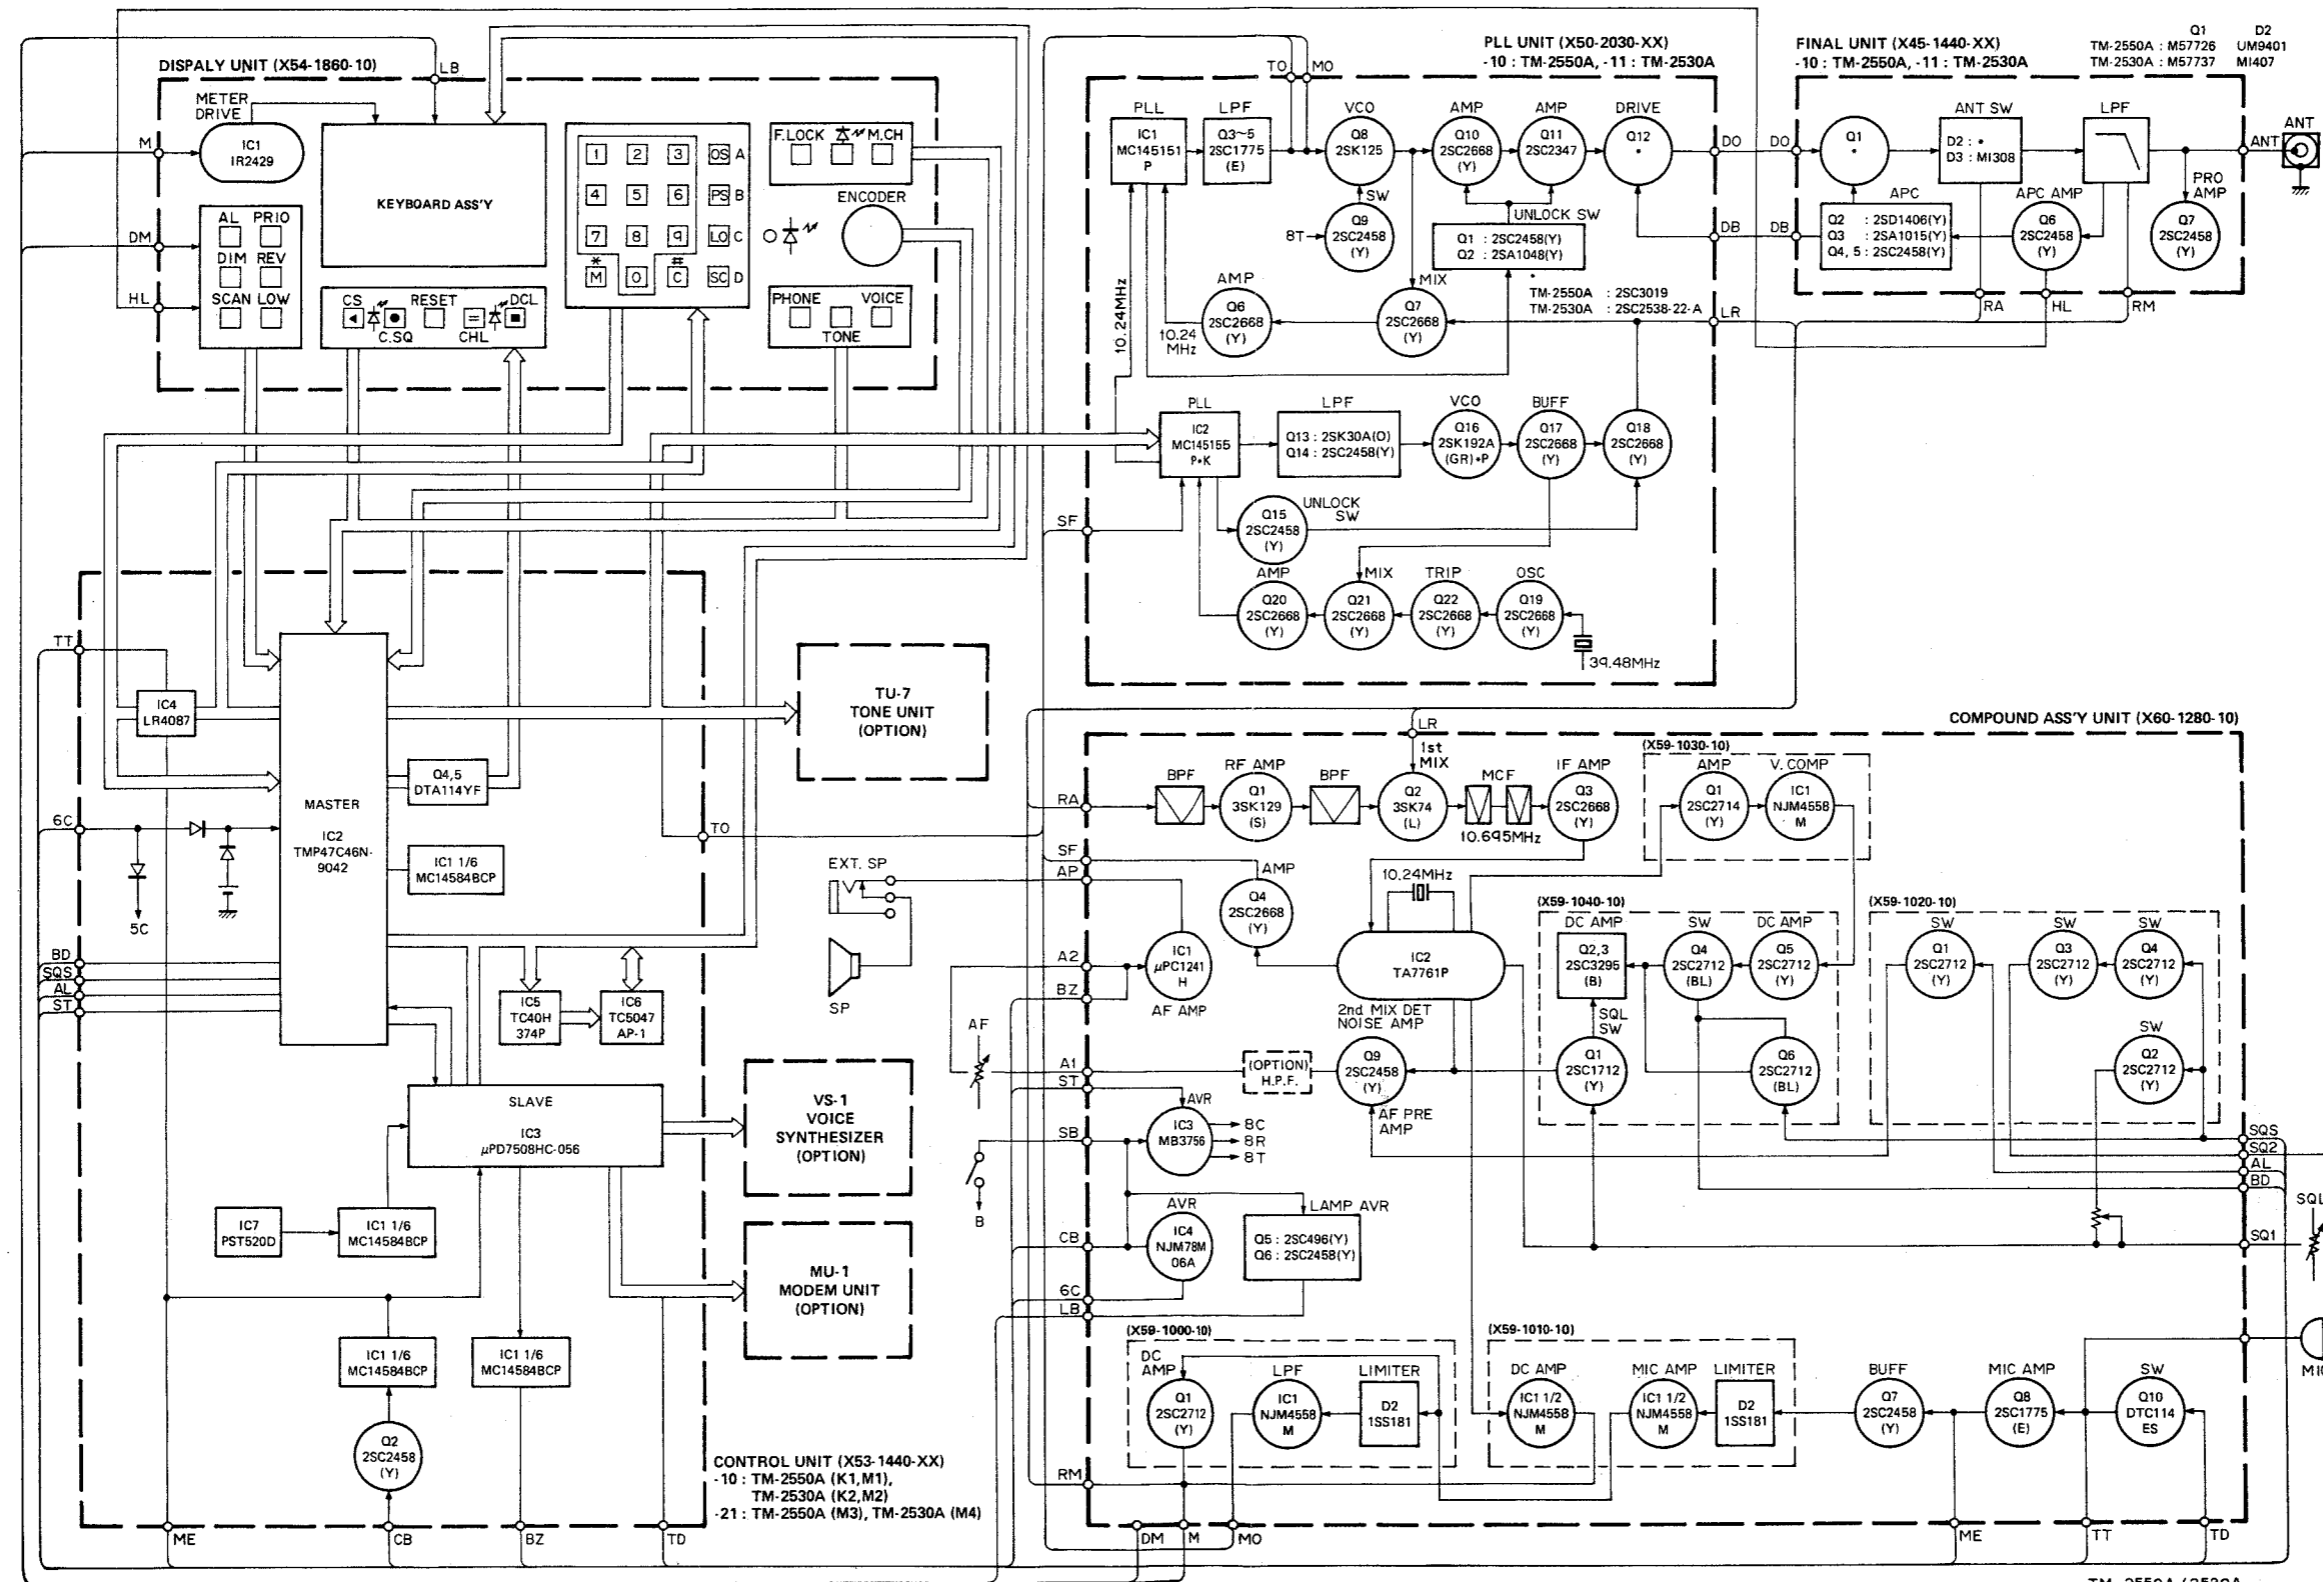 DISPALY UNIT (X54-1860-10)
LB
METER
DRIVE
IC1
IR2429
M
DM
HL
KEYBOARD ASS'Y
AL PRIO
DIM REV
SCAN LOW
CS
RESET
DCL
C.SQ
CHL
1 2 3 OS A
4 5 6 PS B
7 8 9 LO C
* #
M 0 C SC D
F.LOCK M.CH
ENCODER
PHONE VOICE
TONE
PLL UNIT (X50-2030-XX)
-10 : TM-2550A, -11 : TM-2530A
TO MO
PLL
IC1
MC145151
P
LPF
Q3~5
2SC1775
(E)
VCO
Q8
2SK125
AMP
Q10
2SC2668
(Y)
AMP
Q11
2SC2347
DRIVE
Q12
*
SW
Q9
2SC2458
(Y)
8T
UNLOCK SW
Q1 : 2SC2458(Y)
Q2 : 2SA1048(Y)
*
TM-2550A : 2SC3019
TM-2530A : 2SC2538-22-A
AMP
Q6
2SC2668
(Y)
MIX
Q7
2SC2668
(Y)
10.24MHz
10.24
MHz
DO
DB
LR
PLL
IC2
MC145155
P•K
LPF
Q13 : 2SK30A(O)
Q14 : 2SC2458(Y)
VCO
Q16
2SK192A
(GR)•P
BUFF
Q17
2SC2668
(Y)
Q18
2SC2668
(Y)
UNLOCK
SW
Q15
2SC2458
(Y)
SF
AMP
Q20
2SC2668
(Y)
MIX
Q21
2SC2668
(Y)
TRIP
Q22
2SC2668
(Y)
OSC
Q19
2SC2668
(Y)
39.48MHz
FINAL UNIT (X45-1440-XX)
-10 : TM-2550A, -11 : TM-2530A
Q1 D2
TM-2550A : M57726 UM9401
TM-2530A : M57737 MI407
DO
DB
Q1
*
ANT SW
D2 : *
D3 : MI308
LPF
ANT
ANT
APC
Q2 : 2SD1406(Y)
Q3 : 2SA1015(Y)
Q4, 5 : 2SC2458(Y)
APC AMP
Q6
2SC2458
(Y)
PRO
AMP
Q7
2SC2458
(Y)
RA HL RM
TT
IC4
LR4087
MASTER
IC2
TMP47C46N-
9042
Q4,5
DTA114YF
IC1 1/6
MC14584BCP
6C
5C
BD
SQS
AL
ST
TO
IC5
TC40H
374P
IC6
TC5047
AP-1
SLAVE
IC3
μPD7508HC-056
IC7
PST520D
IC1 1/6
MC14584BCP
IC1 1/6
MC14584BCP
IC1 1/6
MC14584BCP
Q2
2SC2458
(Y)
ME CB BZ TD
CONTROL UNIT (X53-1440-XX)
-10 : TM-2550A (K1,M1),
TM-2530A (K2,M2)
-21 : TM-2550A (M3), TM-2530A (M4)
TU-7
TONE UNIT
(OPTION)
VS-1
VOICE
SYNTHESIZER
(OPTION)
MU-1
MODEM UNIT
(OPTION)
EXT. SP
SP
AF
B
COMPOUND ASS'Y UNIT (X60-1280-10)
LR
RA
BPF
RF AMP
Q1
3SK129
(S)
BPF
1st
MIX
Q2
3SK74
(L)
MCF
10.695MHz
IF AMP
Q3
2SC2668
(Y)
(X59-1030-10)
AMP
Q1
2SC2714
(Y)
V. COMP
IC1
NJM4558
M
SF
AP
AMP
Q4
2SC2668
(Y)
10.24MHz
IC2
TA7761P
2nd MIX DET
NOISE AMP
A2
BZ
IC1
μPC1241
H
AF AMP
(X59-1040-10)
DC AMP
Q2,3
2SC3295
(B)
SW
Q4
2SC2712
(BL)
DC AMP
Q5
2SC2712
(Y)
SQL
SW
Q1
2SC1712
(Y)
Q6
2SC2712
(BL)
(X59-1020-10)
SW
Q1
2SC2712
(Y)
SW
Q3
2SC2712
(Y)
SW
Q4
2SC2712
(Y)
SW
Q2
2SC2712
(Y)
A1
ST
(OPTION)
H.P.F.
Q9
2SC2458
(Y)
AF PRE
AMP
AVR
IC3
MB3756
8C
8R
8T
SB
CB
AVR
IC4
NJM78M
06A
LAMP AVR
Q5 : 2SC496(Y)
Q6 : 2SC2458(Y)
6C
LB
SQS
SQ2
AL
BD
SQ1
SQL
(X59-1000-10)
DC
AMP
Q1
2SC2712
(Y)
LPF
IC1
NJM4558
M
LIMITER
D2
1SS181
(X59-1010-10)
DC AMP
IC1 1/2
NJM4558
M
MIC AMP
IC1 1/2
NJM4558
M
LIMITER
D2
1SS181
BUFF
Q7
2SC2458
(Y)
MIC AMP
Q8
2SC1775
(E)
SW
Q10
DTC114
ES
RM
DM M MO
ME TT TD